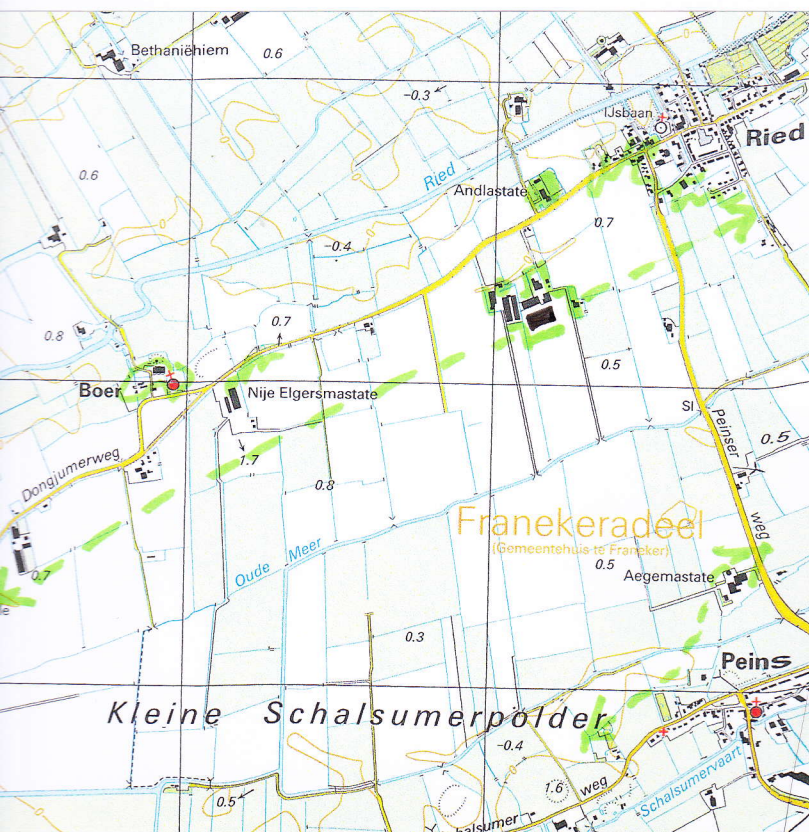 Bethaniëhiem
0.6
-0.3
IJsbaan
Ried
Ried
0.6
Andlastate
0.7
-0.4
0.8
0.7
0.5
Boer
Nije Elgersmastate
Sl
Peinser
weg
0.5
Dongjumerweg
1.7
0.8
Franekeradeel
(Gemeentehuis te Franeker)
0.5
Oude Meer
Aegemastate
0.7
0.3
Peins
Kleine Schalsumerpolder
-0.4
1.6
weg
Schalsumervaart
0.5
halsumer